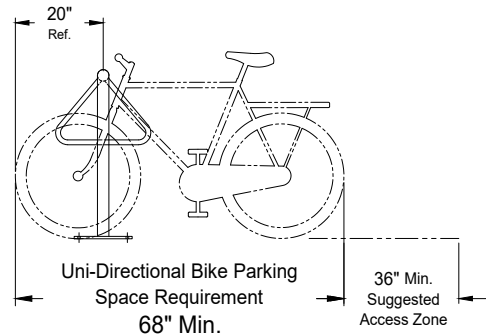 20"
Ref.
Uni-Directional Bike Parking
Space Requirement
68" Min.
36" Min.
Suggested
Access Zone